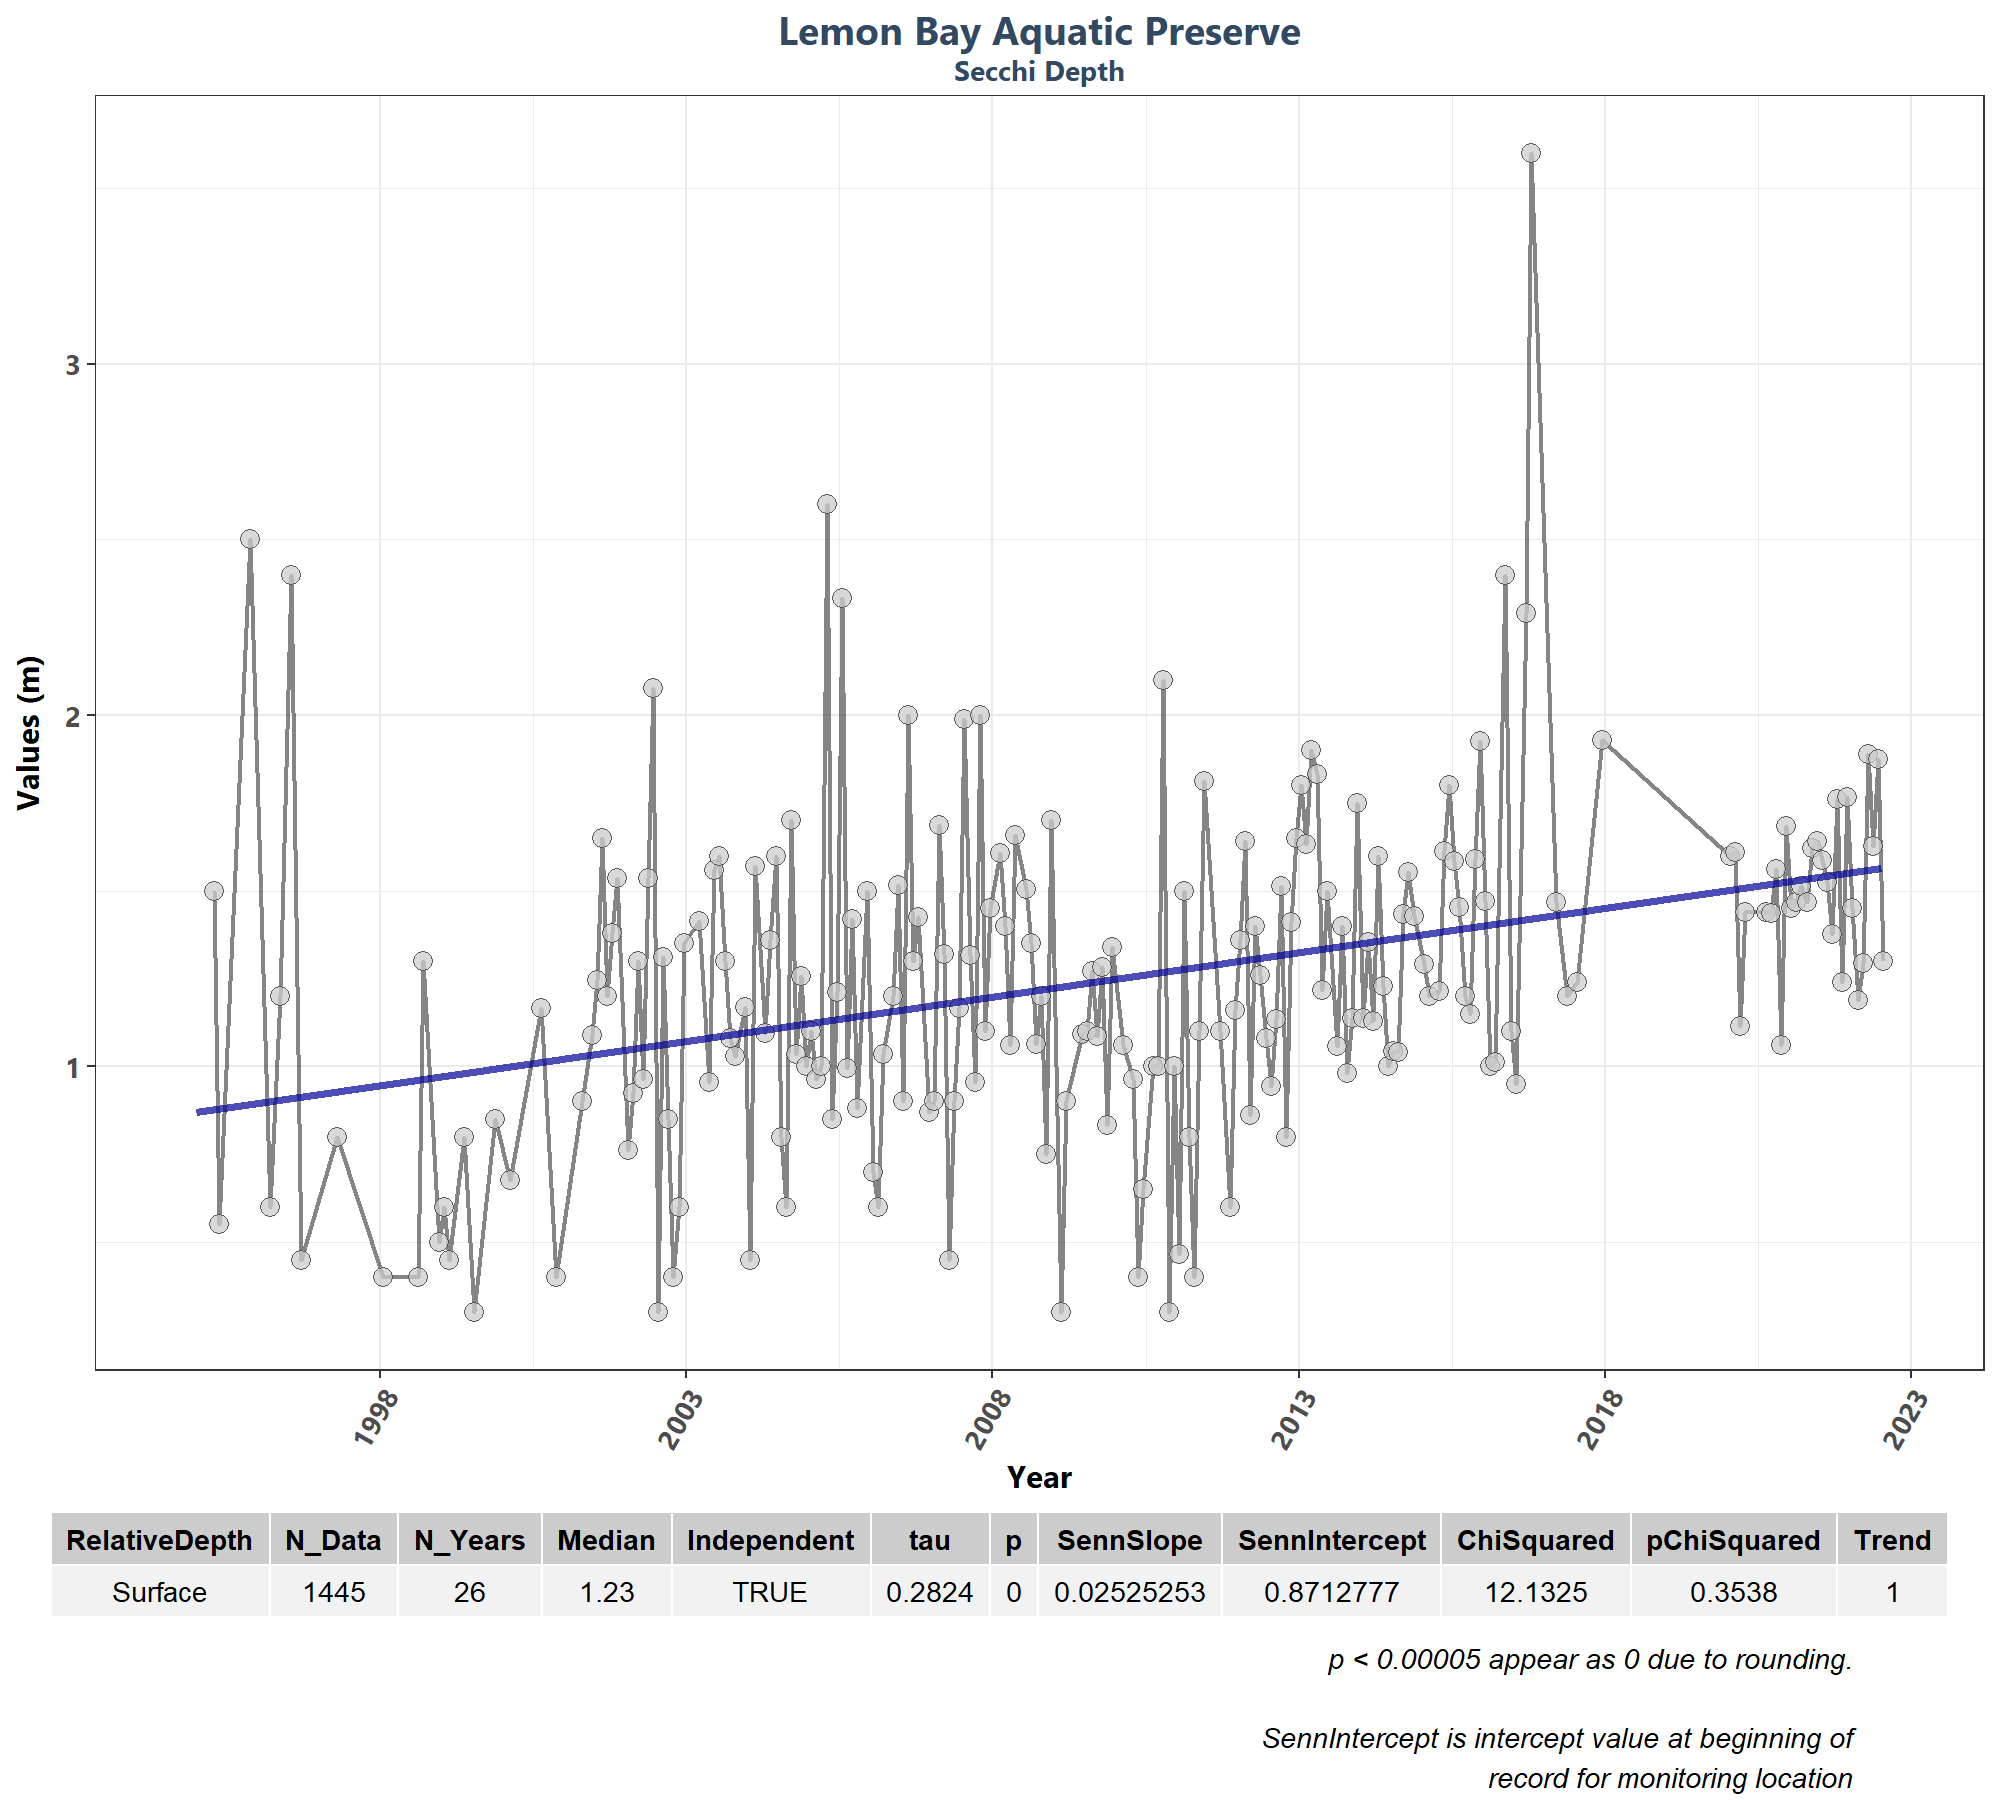 Lemon Bay Aquatic Preserve
Secchi Depth
Values (m)
3
2
1
1998 2003 2008 2013 2018 2023
Year
RelativeDepth N_Data N_Years Median Independent tau p SennSlope SennIntercept ChiSquared pChiSquared Trend
Surface 1445 26 1.23 TRUE 0.2824 0 0.02525253 0.8712777 12.1325 0.3538 1
p < 0.00005 appear as 0 due to rounding.
SennIntercept is intercept value at beginning of
record for monitoring location